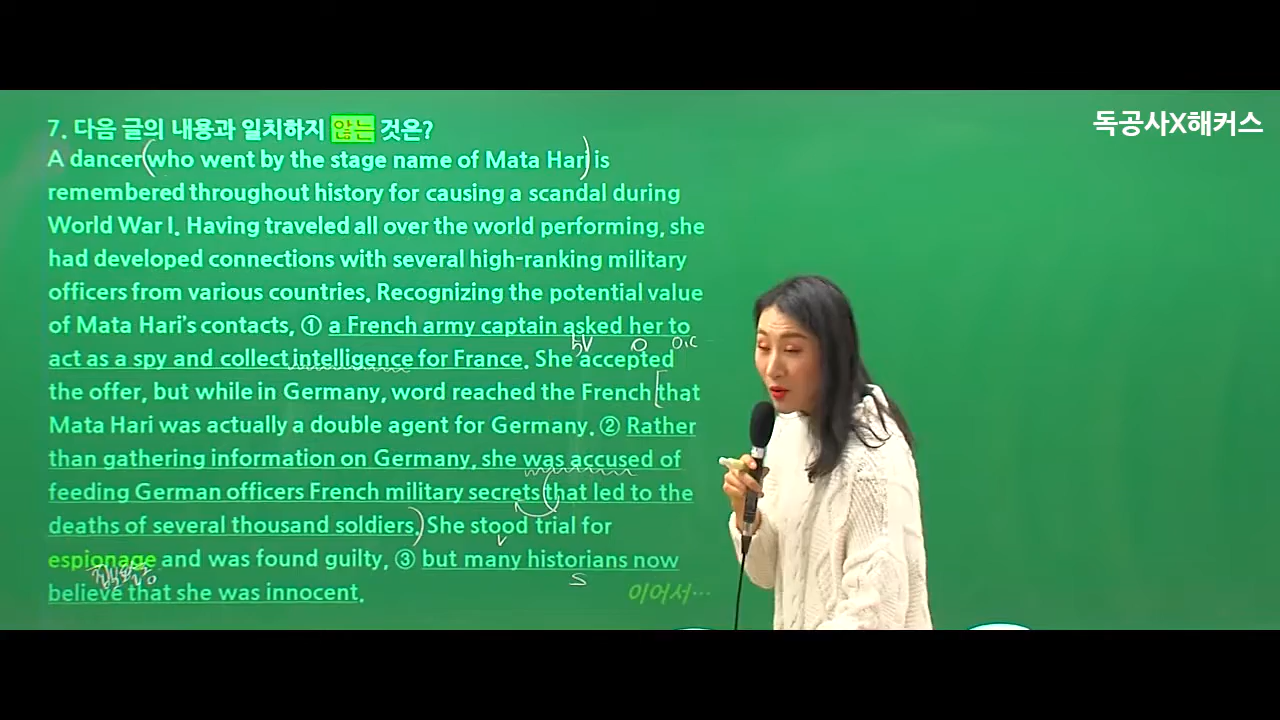 독공사X해커스
7. 다음 글의 내용과 일치하지 않는 것은?
A dancer (who went by the stage name of Mata Hari) is
remembered throughout history for causing a scandal during
World War I. Having traveled all over the world performing, she
had developed connections with several high-ranking military
officers from various countries. Recognizing the potential value
of Mata Hari's contacts, ① a French army captain asked her to
5V O O.C
act as a spy and collect intelligence for France. She accepted
the offer, but while in Germany, word reached the French [that
Mata Hari was actually a double agent for Germany. ② Rather
than gathering information on Germany, she was accused of
feeding German officers French military secrets (that led to the
deaths of several thousand soldiers.) She stood trial for
V
espionage and was found guilty, ③ but many historians now
S
believe that she was innocent.
이어서…